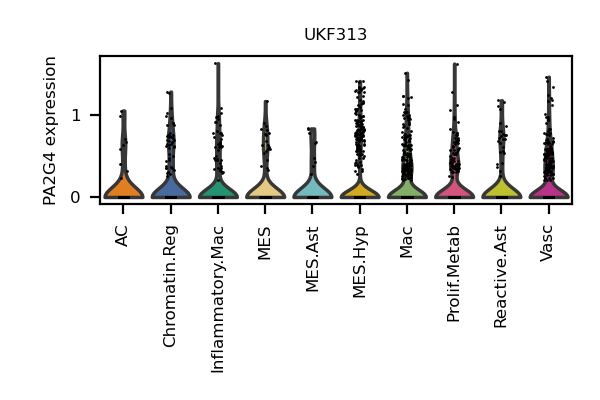 UKF313
PA2G4 expression
1
0
AC
Chromatin.Reg
Inflammatory.Mac
MES
MES.Ast
MES.Hyp
Mac
Prolif.Metab
Reactive.Ast
Vasc